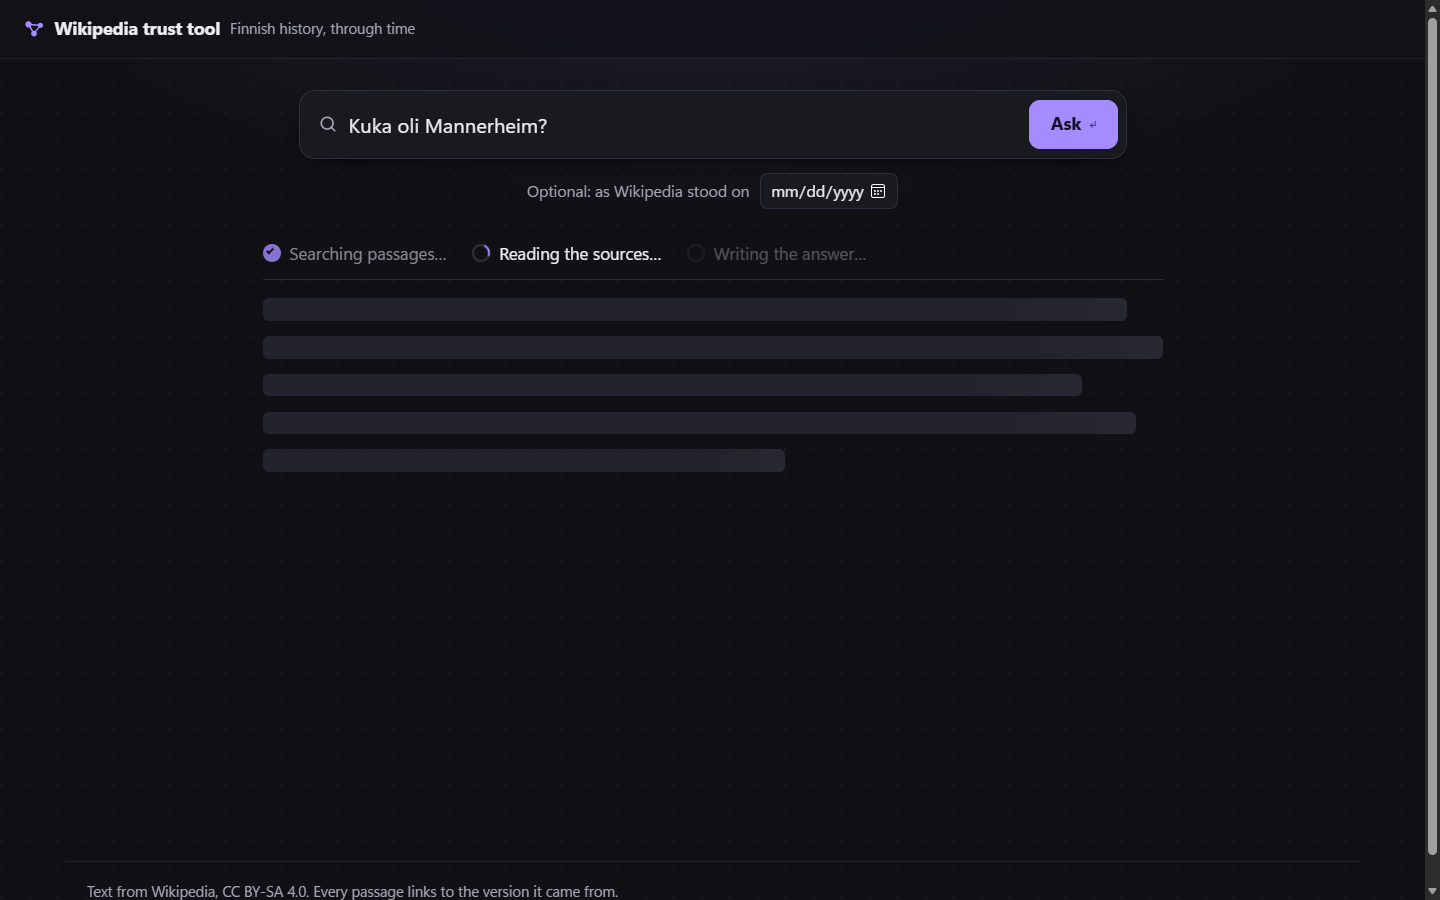 Wikipedia trust tool Finnish history, through time
Kuka oli Mannerheim?
Ask ↵
Optional: as Wikipedia stood on mm/dd/yyyy
Searching passages... Reading the sources... Writing the answer...
Text from Wikipedia, CC BY-SA 4.0. Every passage links to the version it came from.